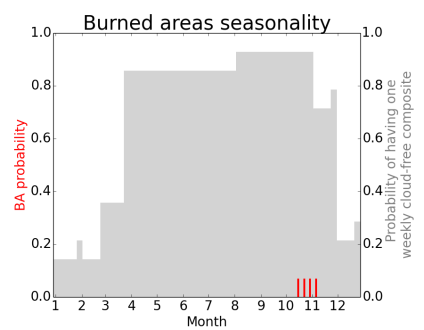 Burned areas seasonality
1.0
0.8
0.6
0.4
0.2
0.0
BA probability
1 2 3 4 5 6 7 8 9 10 11 12
Month
1.0
0.8
0.6
0.4
0.2
0.0
Probability of having one
weekly cloud-free composite